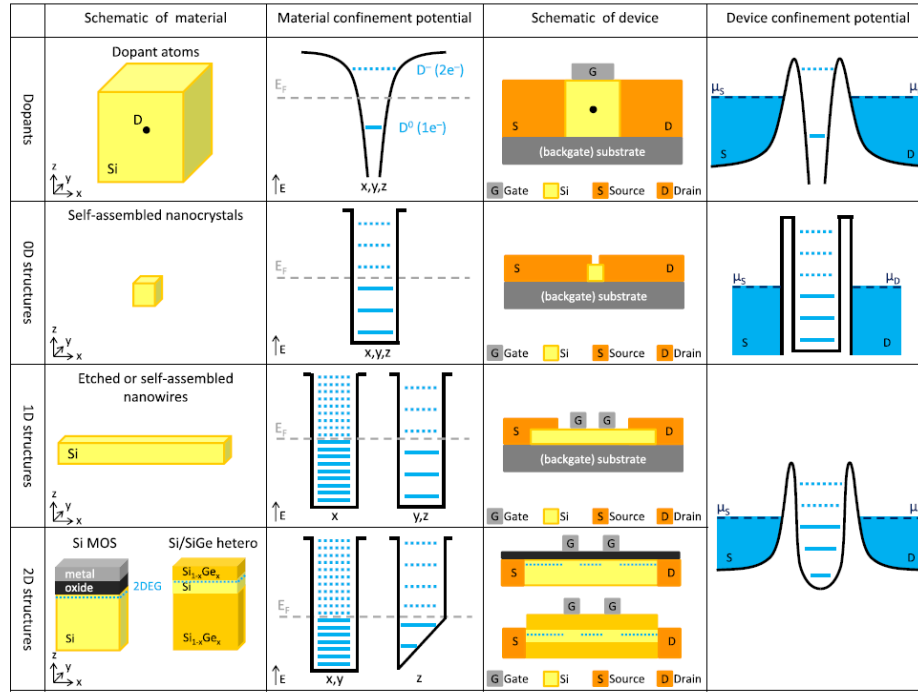 Schematic of material
Material confinement potential
Schematic of device
Device confinement potential
Dopants
Dopant atoms
D
Si
z
y
x
E_F
D⁻ (2e⁻)
D⁰ (1e⁻)
E
x,y,z
G
S
D
(backgate) substrate
G Gate
Si
S Source
D Drain
μ_S
μ
S
D
0D structures
Self-assembled nanocrystals
z
y
x
E_F
E
x,y,z
S
D
(backgate) substrate
G Gate
Si
S Source
D Drain
μ_S
μ_D
S
D
1D structures
Etched or self-assembled
nanowires
Si
z
y
x
E_F
E
x
y,z
G
G
S
D
(backgate) substrate
G Gate
Si
S Source
D Drain
μ_S
μ
S
D
2D structures
Si MOS
Si/SiGe hetero
metal
oxide
2DEG
Si
Si₁₋ₓGeₓ
Si
Si₁₋ₓGeₓ
z
y
x
E_F
E
x,y
z
G
G
S
D
G
G
S
D
G Gate
Si
S Source
D Drain